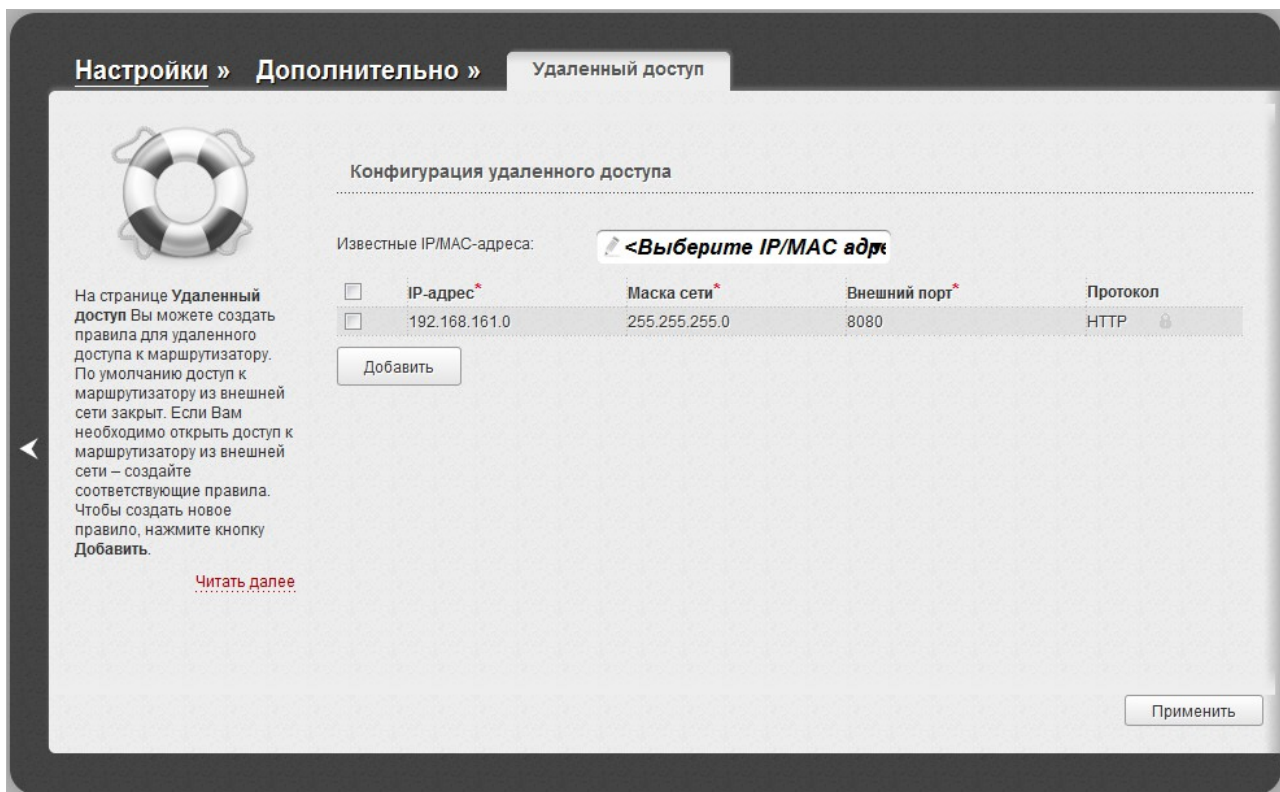 Настройки » Дополнительно » Удаленный доступ
Конфигурация удаленного доступа
Известные IP/MAC-адреса: <Выберите IP/MAC адре
IP-адрес* Маска сети* Внешний порт* Протокол
192.168.161.0 255.255.255.0 8080 HTTP
Добавить
На странице Удаленный
доступ Вы можете создать
правила для удаленного
доступа к маршрутизатору.
По умолчанию доступ к
маршрутизатору из внешней
сети закрыт. Если Вам
необходимо открыть доступ к
маршрутизатору из внешней
сети – создайте
соответствующие правила.
Чтобы создать новое
правило, нажмите кнопку
Добавить.
Читать далее
Применить